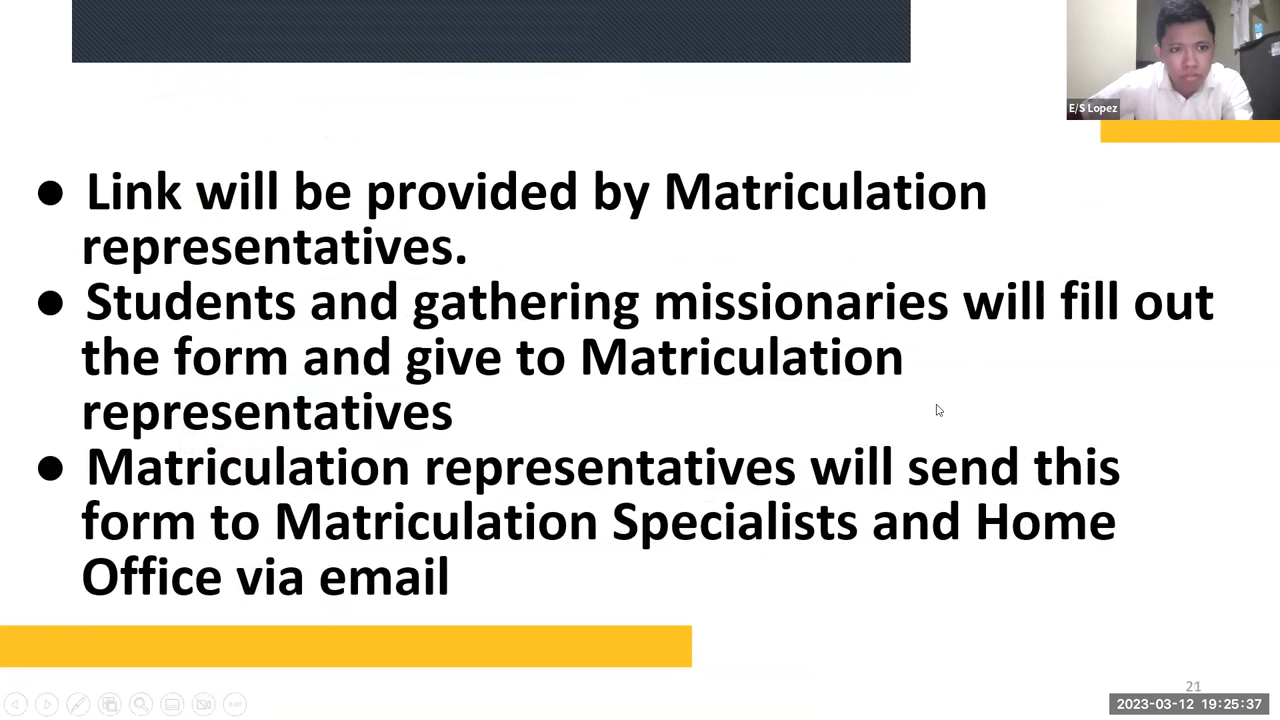 E/S Lopez
● Link will be provided by Matriculation
representatives.
● Students and gathering missionaries will fill out
the form and give to Matriculation
representatives
● Matriculation representatives will send this
form to Matriculation Specialists and Home
Office via email
21
2023-03-12 19:25:37